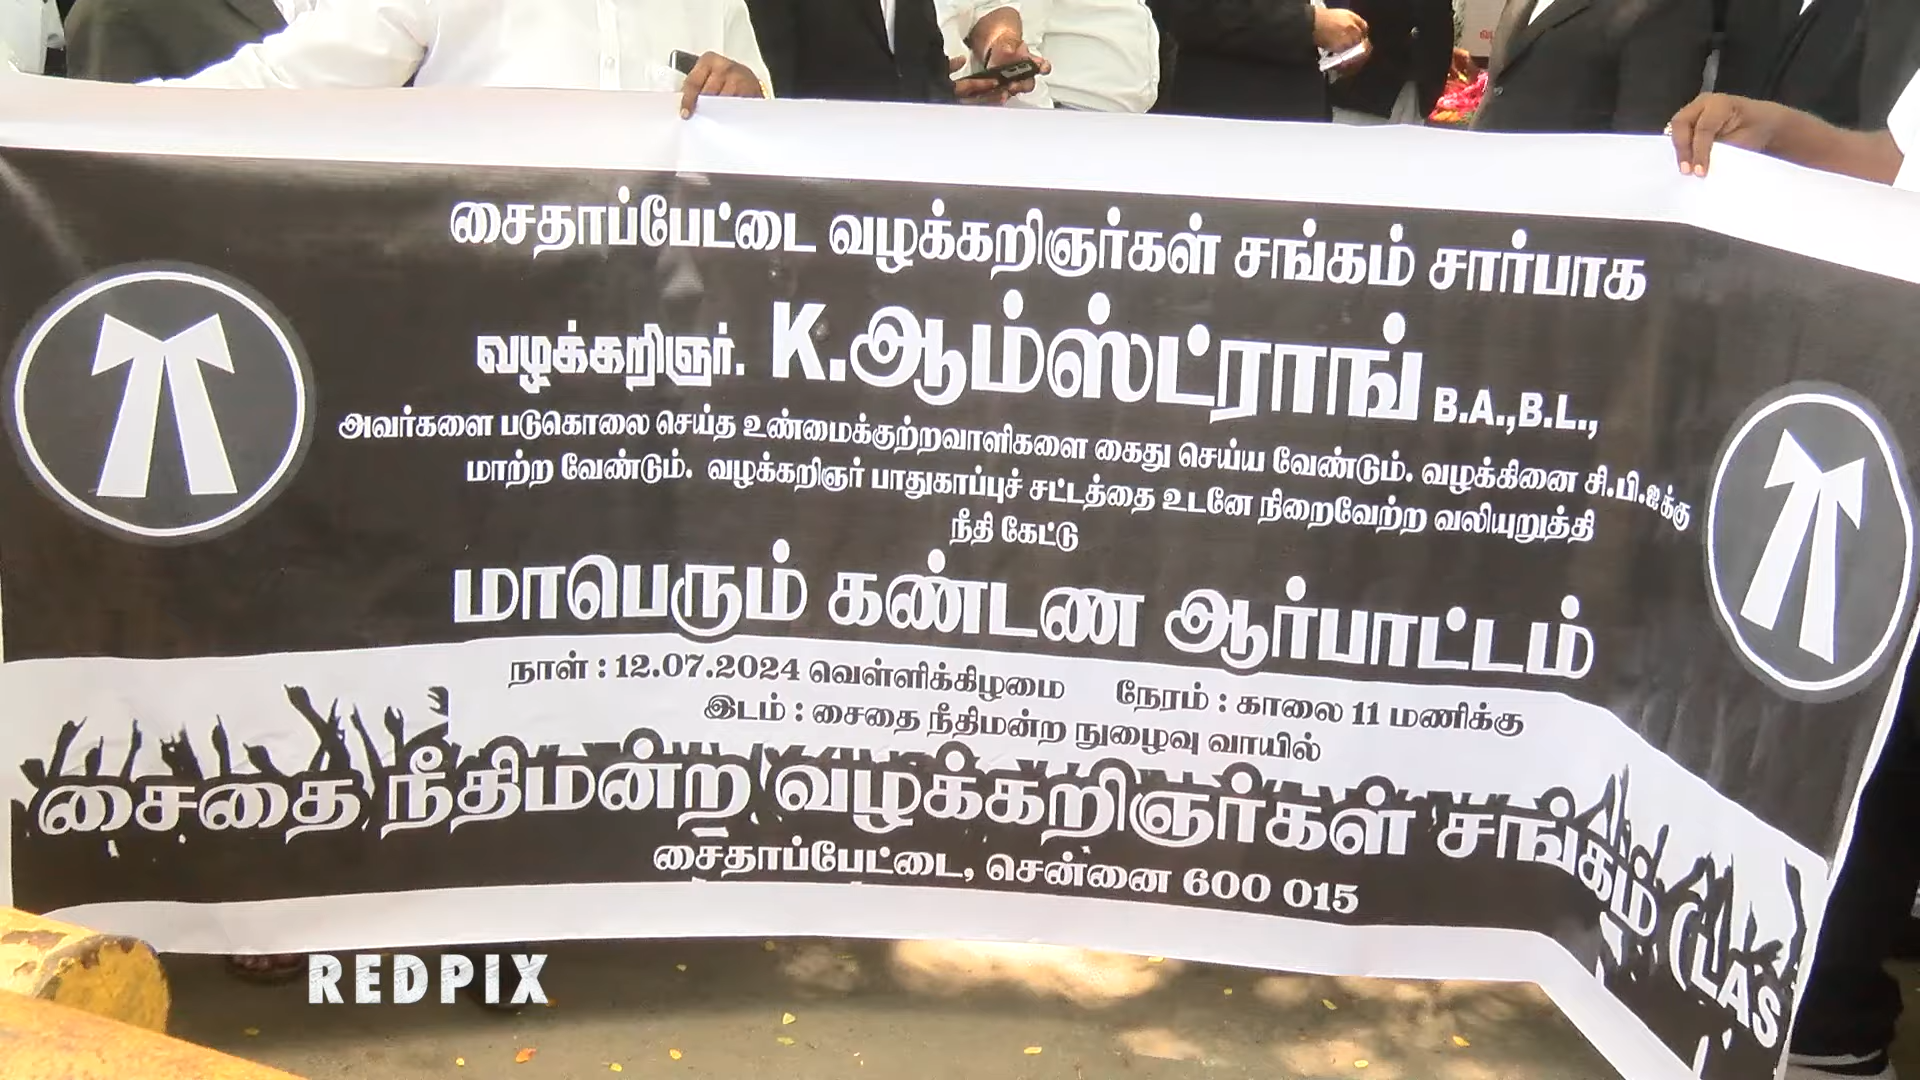 சைதாப்பேட்டை வழக்கறிஞர்கள் சங்கம் சார்பாக
வழக்கறிஞர். K.ஆம்ஸ்ட்ராங் B.A.,B.L.,
அவர்களை படுகொலை செய்த உண்மைக்குற்றவாளிகளை கைது செய்ய வேண்டும். வழக்கினை சி.பி.ஐக்கு
மாற்ற வேண்டும். வழக்கறிஞர் பாதுகாப்புச் சட்டத்தை உடனே நிறைவேற்ற வலியுறுத்தி
நீதி கேட்டு
மாபெரும் கண்டண ஆர்பாட்டம்
நாள் : 12.07.2024 வெள்ளிக்கிழமை நேரம் : காலை 11 மணிக்கு
இடம் : சைதை நீதிமன்ற நுழைவு வாயில்
சைதை நீதிமன்ற வழக்கறிஞர்கள் சங்கம் (LAS
சைதாப்பேட்டை, சென்னை 600 015
REDPIX